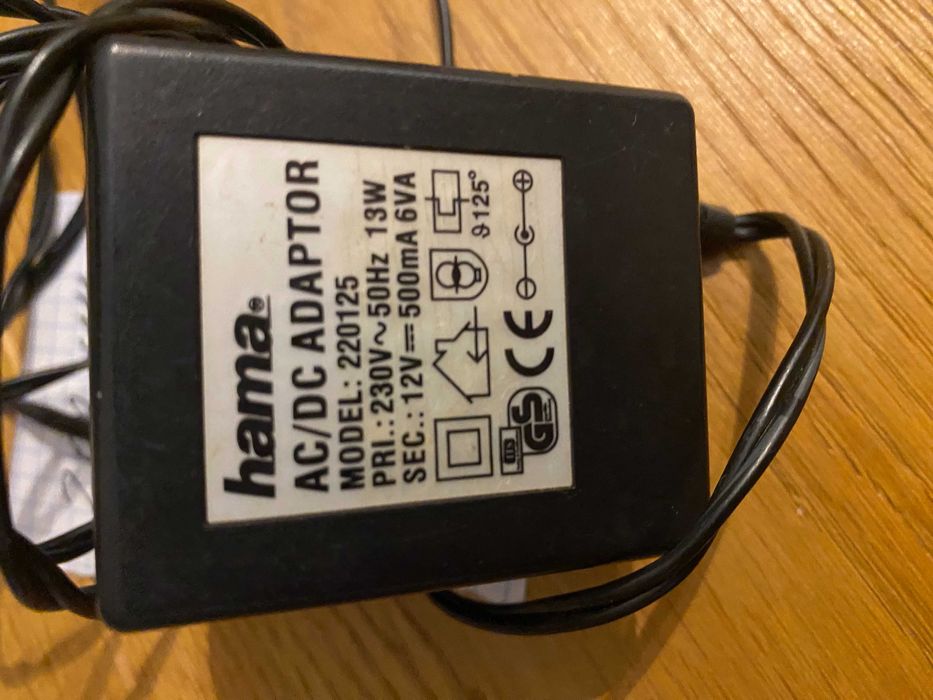 hama®
AC/DC ADAPTOR
MODEL: 220125
PRI.: 230V~50Hz 13W
SEC.: 12V⎓500mA 6VA
ϑ125°
GS CE